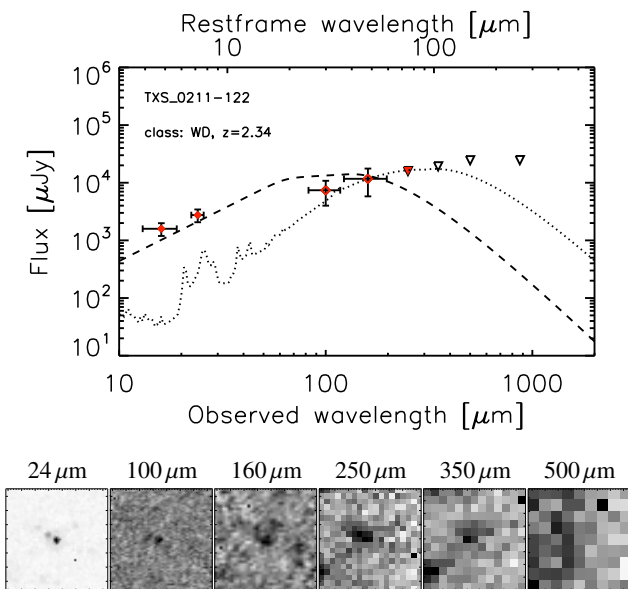 Restframe wavelength [μm]
10 100
10⁶
10⁵
10⁴
10³
10²
10¹
Flux [μJy]
TXS_0211-122
class: WD, z=2.34
10 100 1000
Observed wavelength [μm]
24 μm 100 μm 160 μm 250 μm 350 μm 500 μm